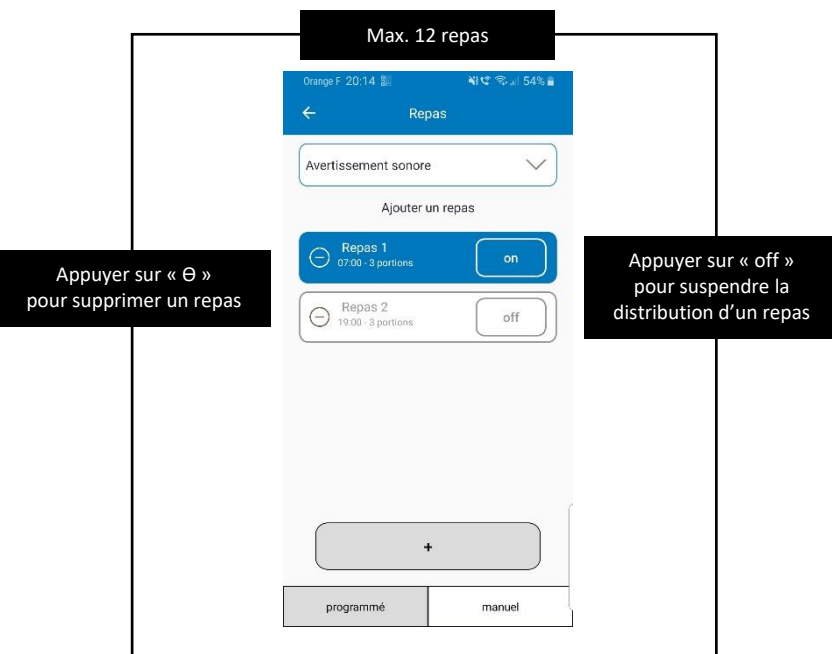 Max. 12 repas
Orange F 20:14 54%
Repas
Avertissement sonore
Ajouter un repas
Repas 1
07:00 - 3 portions
on
Appuyer sur « Ɵ »
pour supprimer un repas
Appuyer sur « off »
pour suspendre la
distribution d’un repas
Repas 2
19:00 - 3 portions
off
+
programmé
manuel